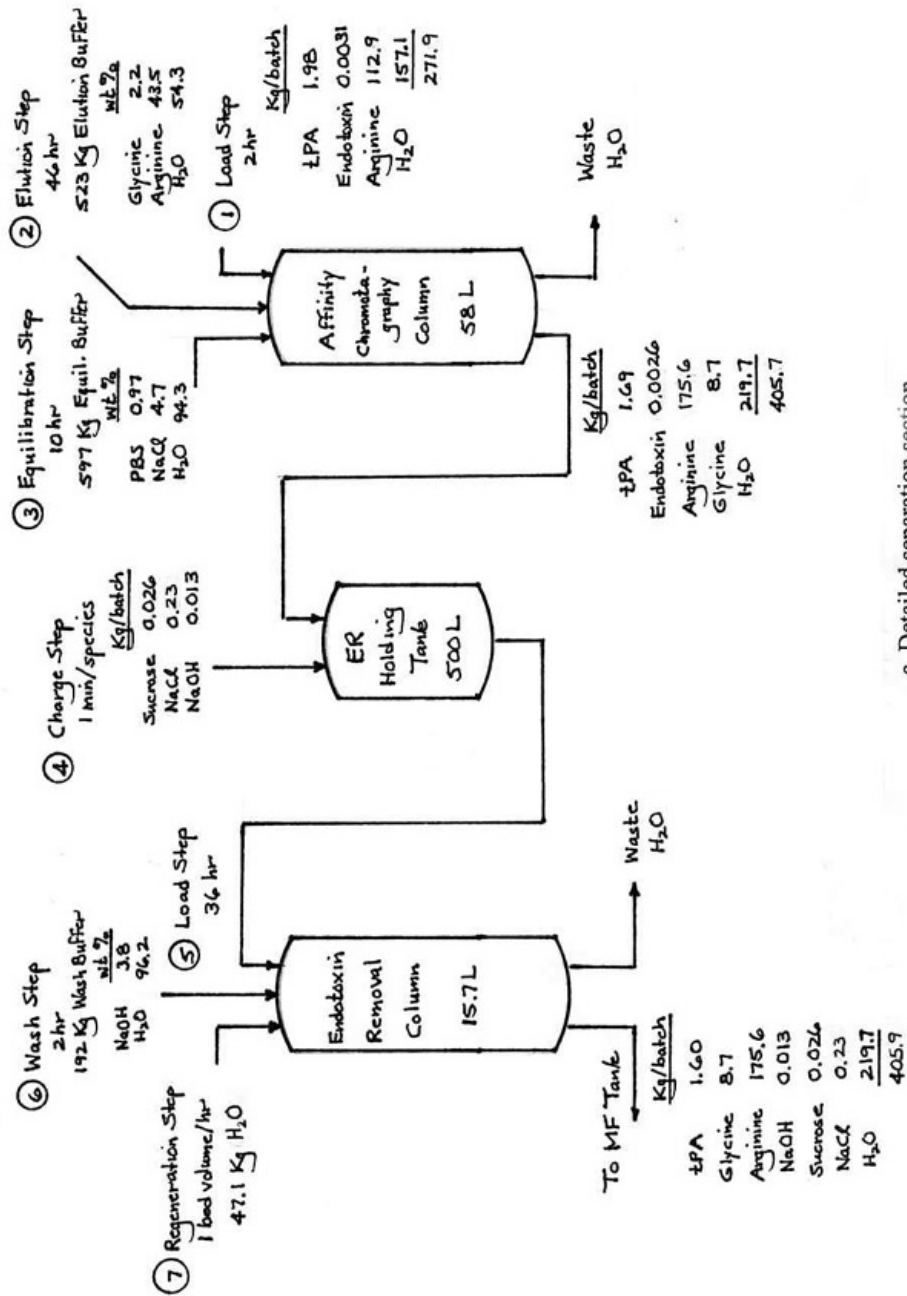 ② Elution Step
46 hr
523 Kg Elution Buffer
wt %
Glycine 2.2
Arginine 43.5
H₂O 54.3
③ Equilibration Step
10 hr
597 Kg Equil. Buffer
wt %
PBS 0.97
NaCl 4.7
H₂O 94.3
① Load Step
2 hr
Kg/batch
tPA 1.98
Endotoxin 0.0031
Arginine 112.9
H₂O 157.1
271.9
Affinity
Chromata-
graphy
Column
58 L
Waste
H₂O
Kg/batch
tPA 1.69
Endotoxin 0.0026
Arginine 175.6
Glycine 8.7
H₂O 219.7
405.7
④ Charge Step
1 min/species
Kg/batch
Sucrose 0.026
NaCl 0.23
NaOH 0.013
ER
Holding
Tank
500 L
⑤ Load Step
36 hr
⑥ Wash Step
2 hr
192 Kg Wash Buffer
wt %
NaOH 3.8
H₂O 96.2
⑦ Regeneration Step
1 bed volume/hr
47.1 Kg H₂O
Endotoxin
Removal
Column
15.7 L
Waste
H₂O
To MF Tank
Kg/batch
tPA 1.60
Glycine 8.7
Arginine 175.6
NaOH 0.013
Sucrose 0.026
NaCl 0.23
H₂O 219.7
405.9
Detailed separation section